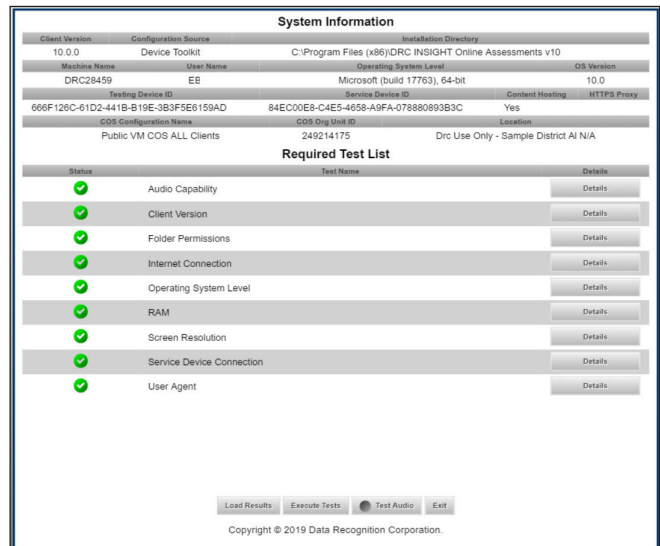 System Information
Client Version Configuration Source Installation Directory
10.0.0 Device Toolkit C:\Program Files (x86)\DRC INSIGHT Online Assessments v10
Machine Name User Name Operating System Level OS Version
DRC28459 EE Microsoft (build 17763), 64-bit 10.0
Testing Device ID Service Device ID Content Hosting HTTPS Proxy
666F126C-61D2-441B-B19E-3B3F5E6159AD 84EC00E8-C4E5-4658-A9FA-078880893B3C Yes
COS Configuration Name COS Org Unit ID Location
Public VM COS ALL Clients 249214175 Drc Use Only - Sample District Al N/A
Required Test List
Status Test Name Details
Audio Capability Details
Client Version Details
Folder Permissions Details
Internet Connection Details
Operating System Level Details
RAM Details
Screen Resolution Details
Service Device Connection Details
User Agent Details
Load Results Execute Tests Test Audio Exit
Copyright © 2019 Data Recognition Corporation.